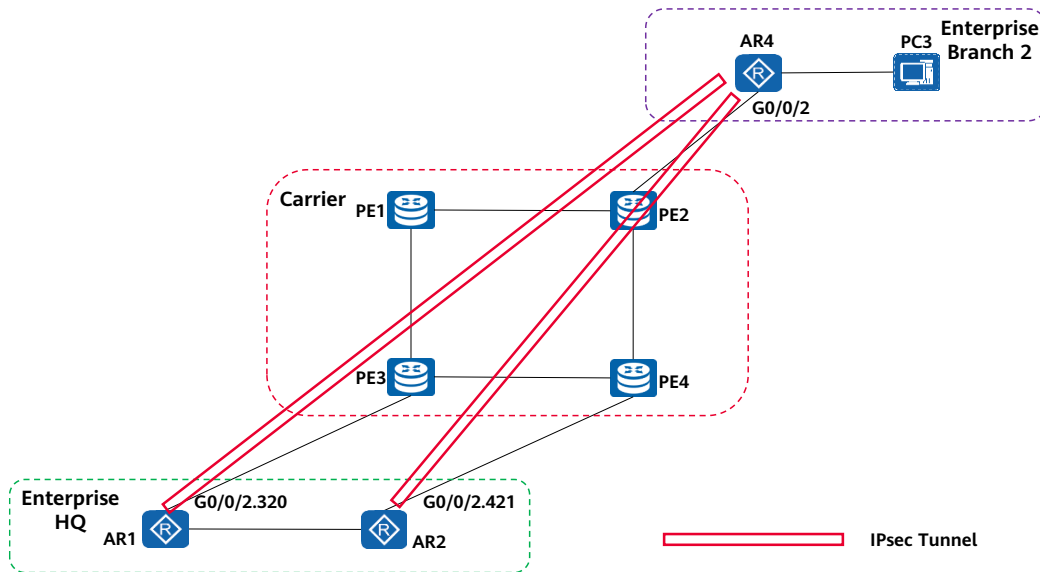 Enterprise
Branch 2
AR4
PC3
R
G0/0/2
Carrier
PE1
PE2
PE3
PE4
Enterprise
HQ
G0/0/2.320
G0/0/2.421
R
R
AR1
AR2
IPsec Tunnel